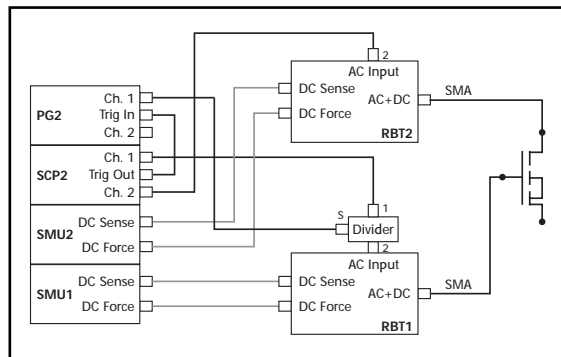 PG2
Ch. 1
Trig In
Ch. 2
SCP2
Ch. 1
Trig Out
Ch. 2
SMU2
DC Sense
DC Force
SMU1
DC Sense
DC Force
2
AC Input
DC Sense
DC Force
AC+DC
RBT2
SMA
1
S
Divider
2
AC Input
DC Sense
DC Force
AC+DC
RBT1
SMA